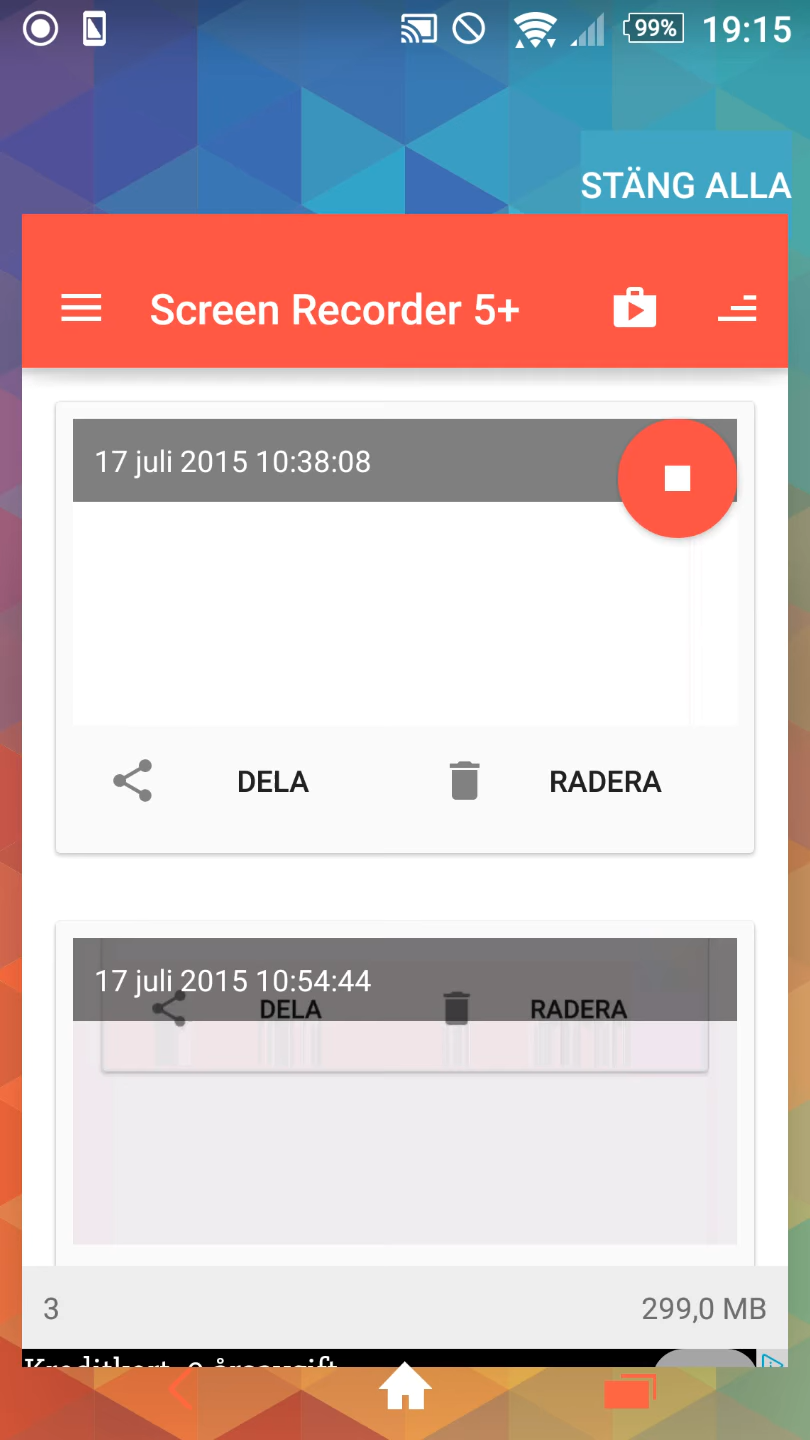 99% 19:15
STÄNG ALLA
Screen Recorder 5+
17 juli 2015 10:38:08
DELA RADERA
17 juli 2015 10:54:44
DELA RADERA
3 299,0 MB